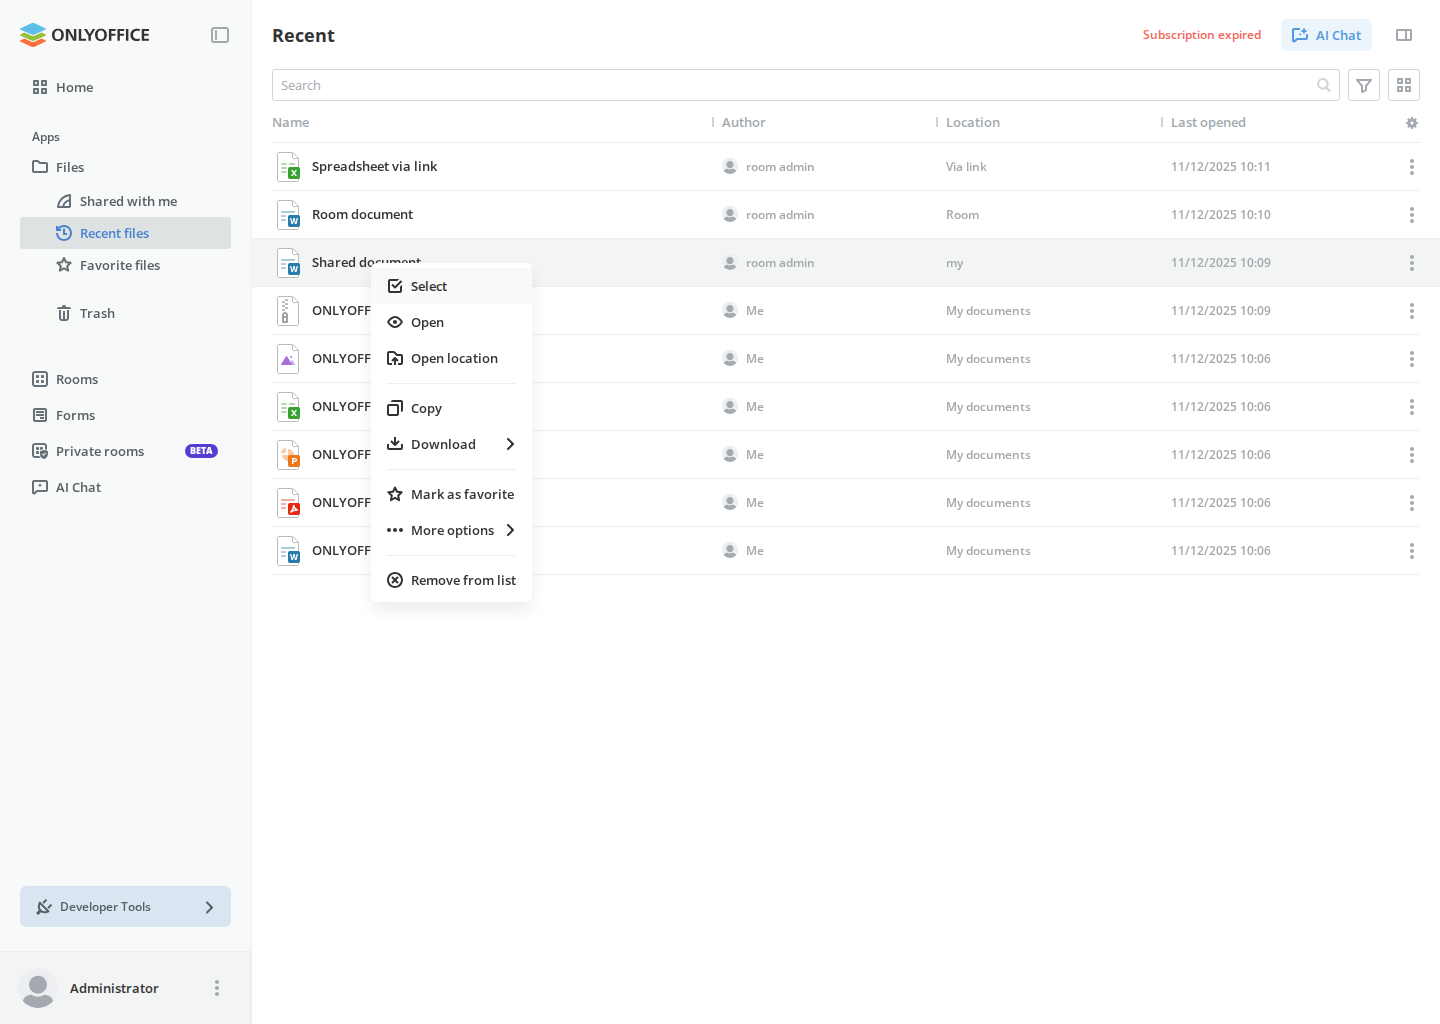 ONLYOFFICE
Home
Apps
Files
Shared with me
Recent files
Favorite files
Trash
Rooms
Forms
Private rooms BETA
AI Chat
Developer Tools
Administrator
Recent
Subscription expired
AI Chat
Search
Name Author Location Last opened
Spreadsheet via link room admin Via link 11/12/2025 10:11
Room document room admin Room 11/12/2025 10:10
Shared document room admin my 11/12/2025 10:09
ONLYOFF Me My documents 11/12/2025 10:09
ONLYOFF Me My documents 11/12/2025 10:06
ONLYOFF Me My documents 11/12/2025 10:06
ONLYOFF Me My documents 11/12/2025 10:06
ONLYOFF Me My documents 11/12/2025 10:06
ONLYOFF Me My documents 11/12/2025 10:06
Select
Open
Open location
Copy
Download
Mark as favorite
More options
Remove from list